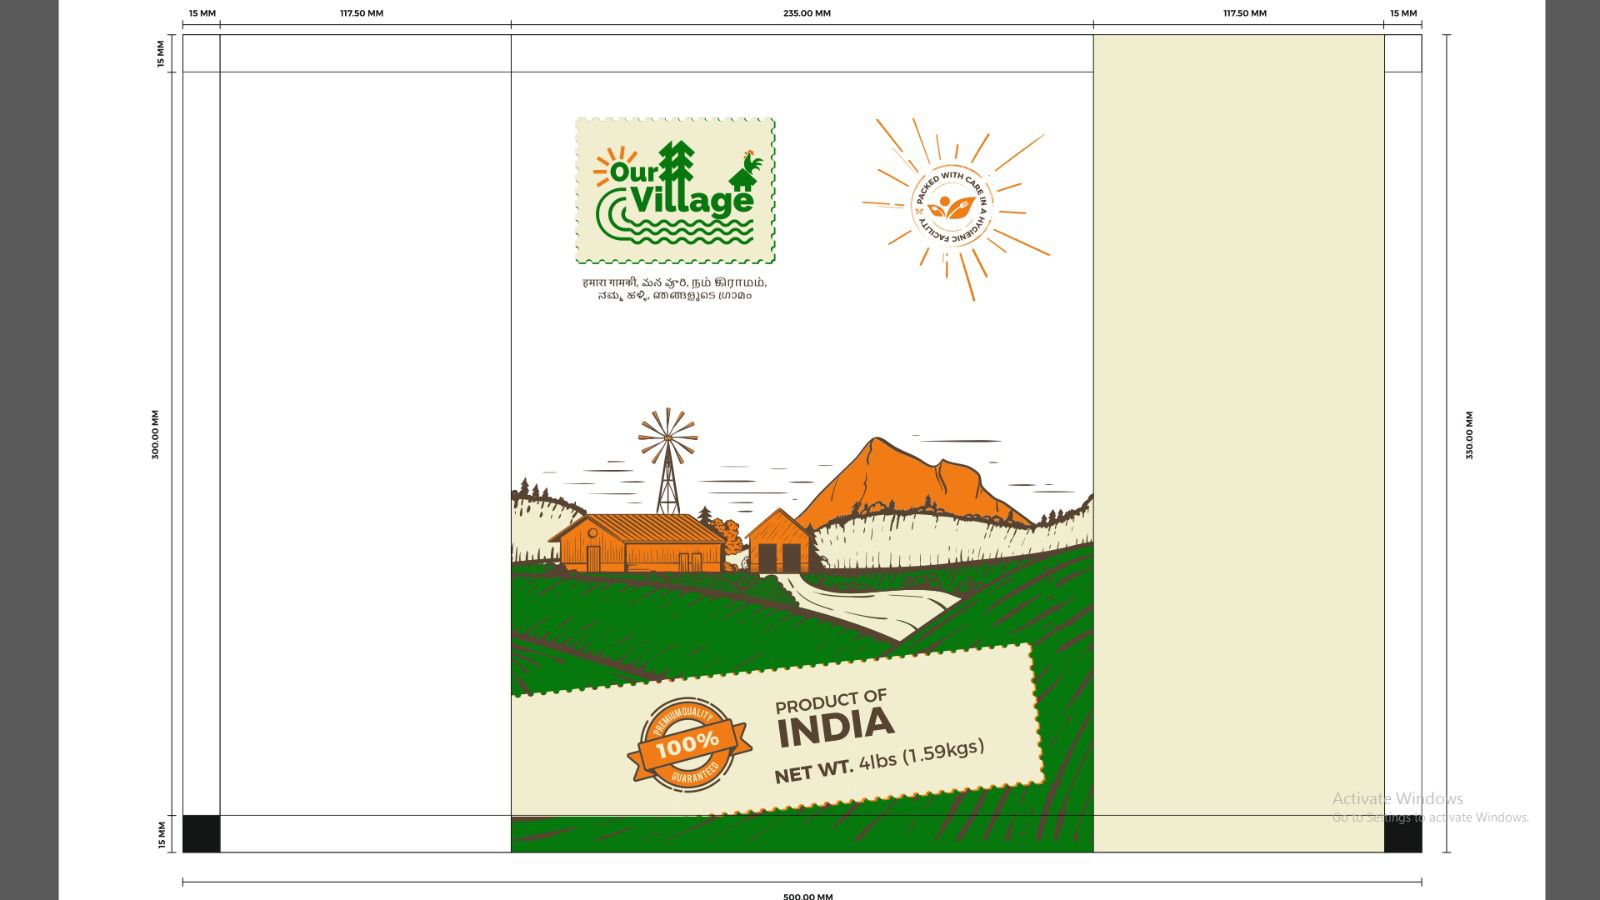 15 MM
117.50 MM
235.00 MM
117.50 MM
15 MM
15 MM
Our
Village
PACKED WITH CARE IN A HYGIENIC FACILITY
हमारा गामकी, మన వూరి, நம் கிராமம்,
ನಮ್ಮ ಹಳ್ಳಿ, ഞങ്ങളുടെ ഗ്രാമം
300.00 MM
330.00 MM
PREMIUMQUALITY
100%
GUARANTEED
PRODUCT OF
INDIA
NET WT. 4lbs (1.59kgs)
Activate Windows
Go to Settings to activate Windows.
15 MM
500.00 MM